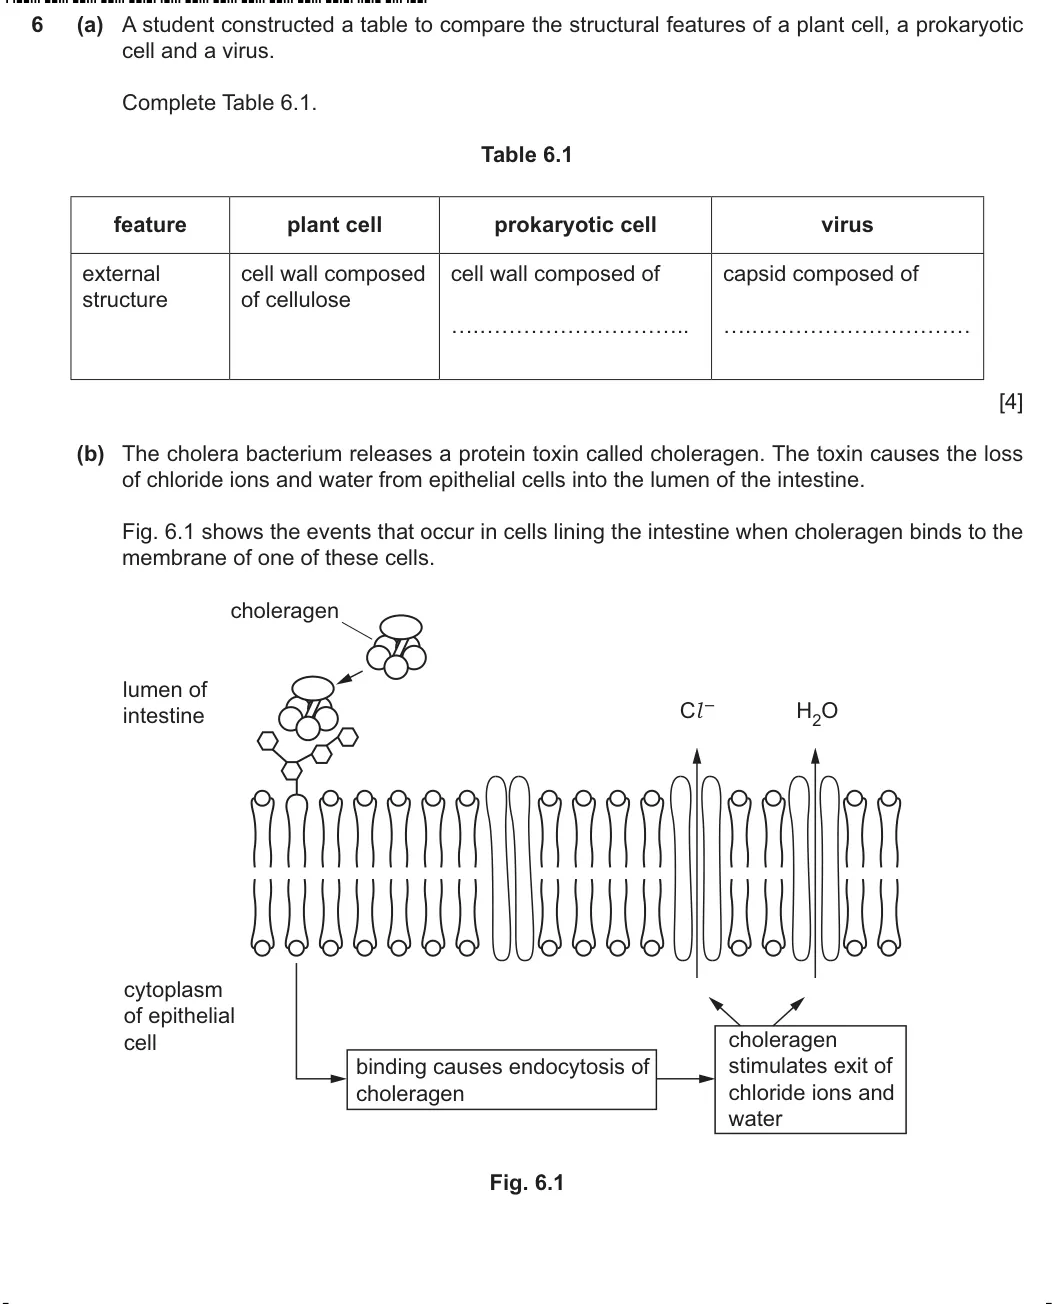 6 (a) A student constructed a table to compare the structural features of a plant cell, a prokaryotic
cell and a virus.
Complete Table 6.1.
Table 6.1
feature plant cell prokaryotic cell virus
external structure
cell wall composed of cellulose
cell wall composed of
................................
capsid composed of
..................................
[4]
(b) The cholera bacterium releases a protein toxin called choleragen. The toxin causes the loss
of chloride ions and water from epithelial cells into the lumen of the intestine.
Fig. 6.1 shows the events that occur in cells lining the intestine when choleragen binds to the
membrane of one of these cells.
choleragen
lumen of
intestine
Cl⁻
H₂O
cytoplasm
of epithelial
cell
binding causes endocytosis of
choleragen
choleragen
stimulates exit of
chloride ions and
water
Fig. 6.1